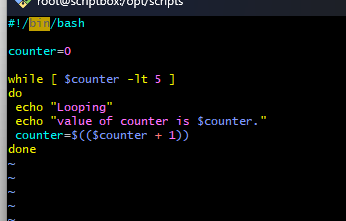 root@scriptbox:/opt/scripts
#!/bin/bash
counter=0
while [ $counter -lt 5 ]
do
 echo "Looping"
 echo "value of counter is $counter."
 counter=$(($counter + 1))
done
~
~
~
~
~